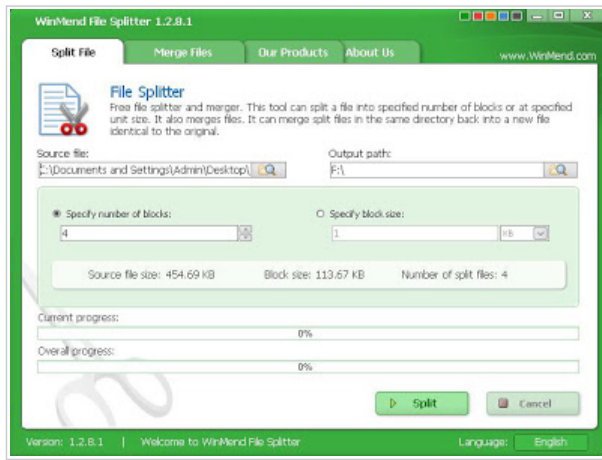 WinMend File Splitter 1.2.8.1
Split File Merge Files Our Products About Us www.WinMend.com
File Splitter
Free file splitter and merger. This tool can split a file into specified number of blocks or at specified
unit size. It also merges files. It can merge split files in the same directory back into a new file
identical to the original.
Source file: Output path:
C:\Documents and Settings\Admin\Desktop\ F:\
Specify number of blocks: Specify block size:
4 1 KB
Source file size: 454.69 KB Block size: 113.67 KB Number of split files: 4
Current progress:
0%
Overall progress:
0%
Split Cancel
Version: 1.2.8.1 | Welcome to WinMend File Splitter Language: English